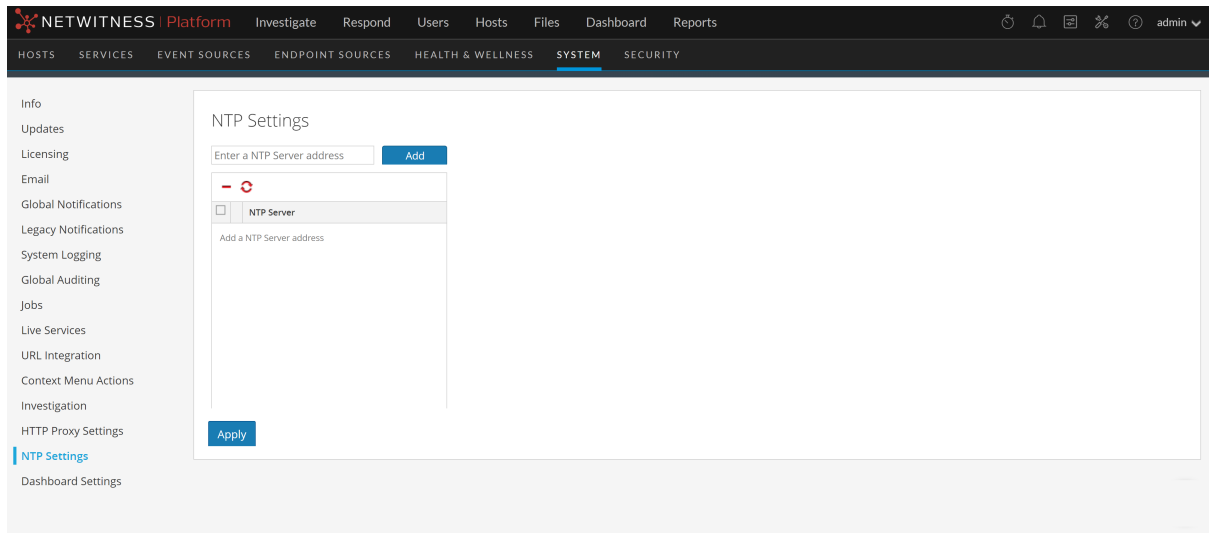 NETWITNESS | Platform Investigate Respond Users Hosts Files Dashboard Reports admin
HOSTS SERVICES EVENT SOURCES ENDPOINT SOURCES HEALTH & WELLNESS SYSTEM SECURITY
Info
Updates
Licensing
Email
Global Notifications
Legacy Notifications
System Logging
Global Auditing
Jobs
Live Services
URL Integration
Context Menu Actions
Investigation
HTTP Proxy Settings
NTP Settings
Dashboard Settings
NTP Settings
Enter a NTP Server address Add
NTP Server
Add a NTP Server address
Apply